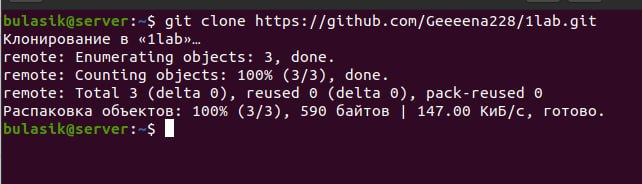 bulasik@server:~$ git clone https://github.com/Geeeena228/1lab.git
Клонирование в «1lab»…
remote: Enumerating objects: 3, done.
remote: Counting objects: 100% (3/3), done.
remote: Total 3 (delta 0), reused 0 (delta 0), pack-reused 0
Распаковка объектов: 100% (3/3), 590 байтов | 147.00 КиБ/с, готово.
bulasik@server:~$